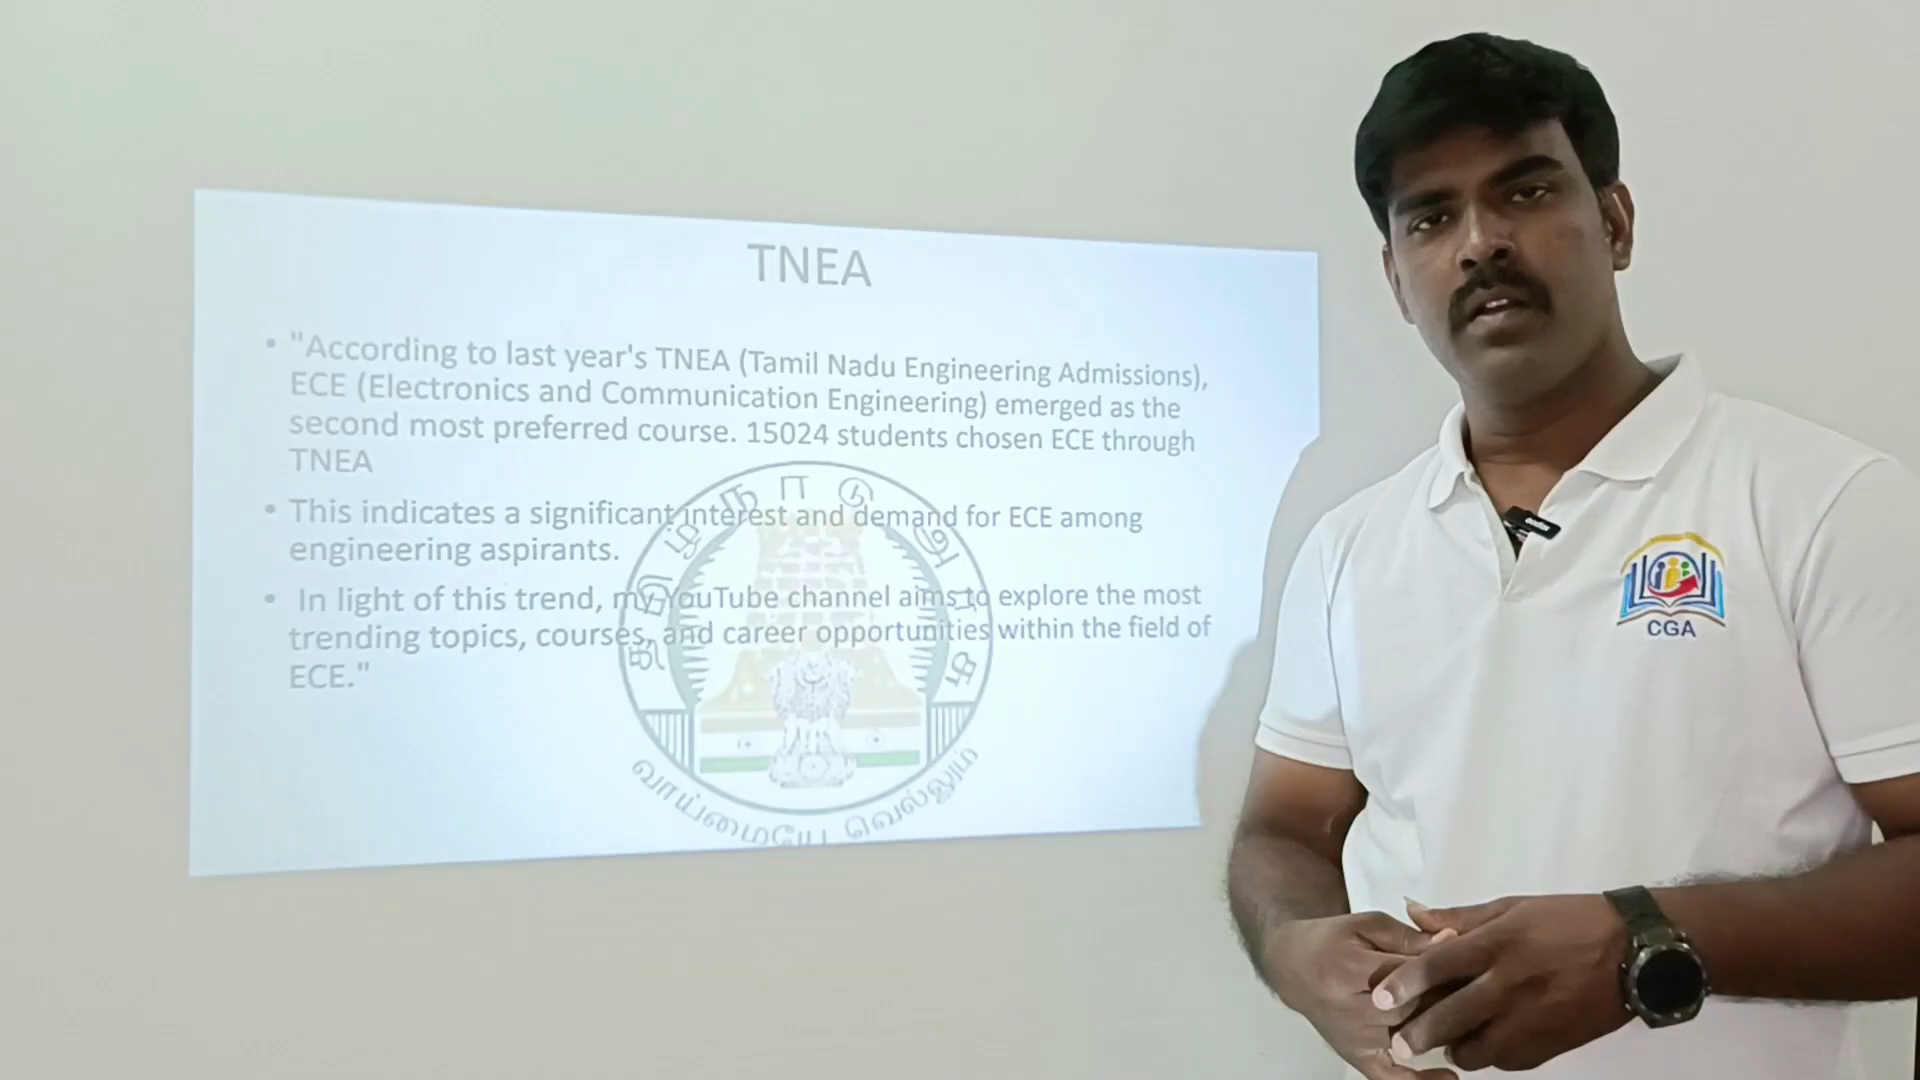 TNEA
• "According to last year's TNEA (Tamil Nadu Engineering Admissions),
ECE (Electronics and Communication Engineering) emerged as the
second most preferred course. 15024 students chosen ECE through
TNEA
• This indicates a significant interest and demand for ECE among
engineering aspirants.
• In light of this trend, my YouTube channel aims to explore the most
trending topics, courses, and career opportunities within the field of
ECE."
தமிழ்நாடு அரசு
வாய்மையே வெல்லும்
CGA